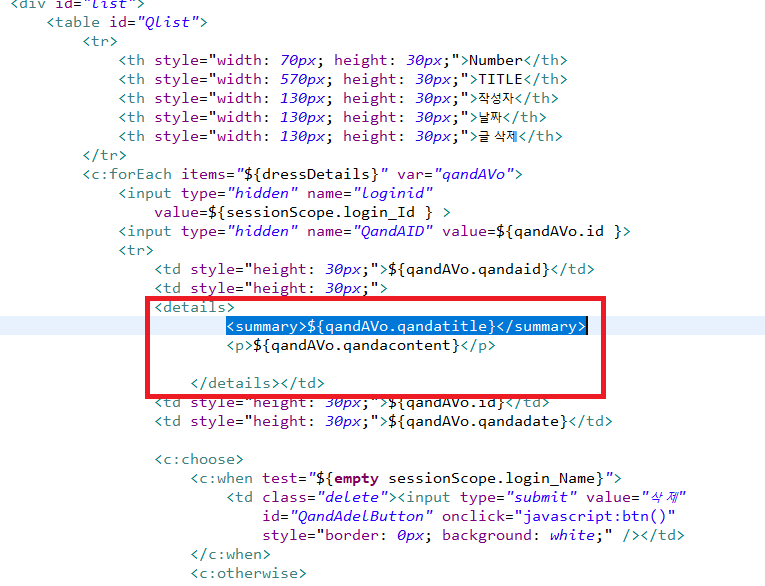 <div id="list">
<table id="Qlist">
<tr>
<th style="width: 70px; height: 30px;">Number</th>
<th style="width: 570px; height: 30px;">TITLE</th>
<th style="width: 130px; height: 30px;">작성자</th>
<th style="width: 130px; height: 30px;">날짜</th>
<th style="width: 130px; height: 30px;">글 삭제</th>
</tr>
<c:forEach items="${dressDetails}" var="qandAVo">
<input type="hidden" name="loginid"
value=${sessionScope.login_Id } >
<input type="hidden" name="QandAID" value=${qandAVo.id }>
<tr>
<td style="height: 30px;">${qandAVo.qandaid}</td>
<td style="height: 30px;">
<details>
<summary>${qandAVo.qandatitle}</summary>
<p>${qandAVo.qandacontent}</p>
</details></td>
<td style="height: 30px;">${qandAVo.id}</td>
<td style="height: 30px;">${qandAVo.qandadate}</td>
<c:choose>
<c:when test="${empty sessionScope.login_Name}">
<td class="delete"><input type="submit" value="삭제"
id="QandAdelButton" onclick="javascript:btn()"
style="border: 0px; background: white;" /></td>
</c:when>
<c:otherwise>